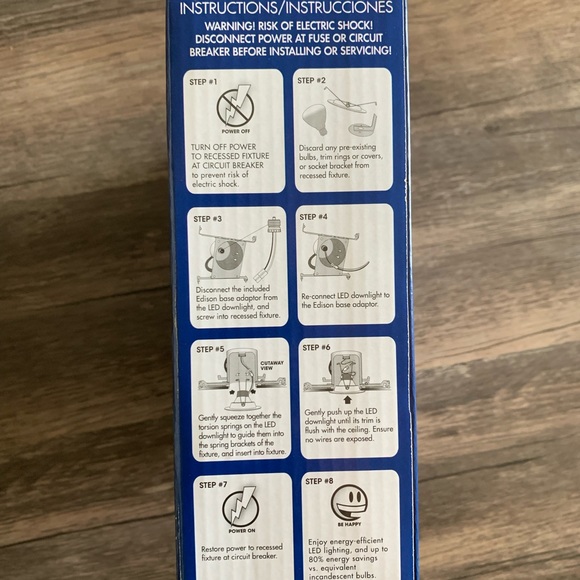 INSTRUCTIONS/INSTRUCCIONES
WARNING! RISK OF ELECTRIC SHOCK!
DISCONNECT POWER AT FUSE OR CIRCUIT
BREAKER BEFORE INSTALLING OR SERVICING!
STEP #1
POWER OFF
TURN OFF POWER
TO RECESSED FIXTURE
AT CIRCUIT BREAKER
to prevent risk of
electric shock.
STEP #2
Discard any pre-existing
bulbs, trim rings or covers,
or socket bracket from
recessed fixture.
STEP #3
Disconnect the included
Edison base adaptor from
the LED downlight, and
screw into recessed fixture.
STEP #4
Re-connect LED downlight to
the Edison base adaptor.
STEP #5
CUTAWAY
VIEW
Gently squeeze together the
torsion springs on the LED
downlight to guide them into
the spring brackets of the
fixture, and insert into fixture.
STEP #6
Gently push up the LED
downlight until its trim is
flush with the ceiling. Ensure
no wires are exposed.
STEP #7
POWER ON
Restore power to recessed
fixture at circuit breaker.
STEP #8
BE HAPPY
Enjoy energy-efficient
LED lighting, and up to
80% energy savings
vs. equivalent
incandescent bulbs.